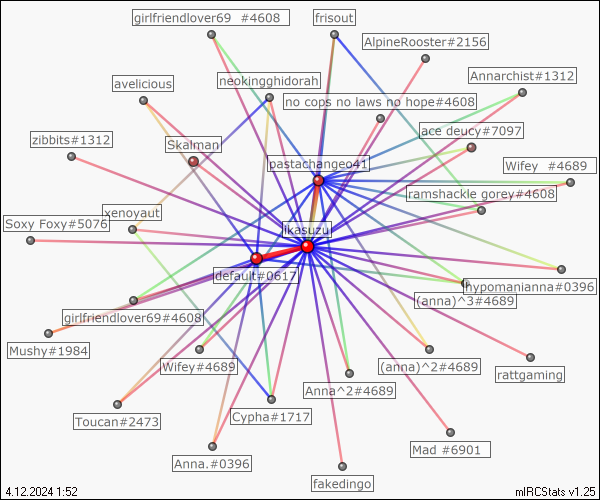 girlfriendlover69 #4608
frisout
AlpineRooster#2156
avelicious
neokingghidorah
Annarchist#1312
no cops no laws no hope#4608
zibbits#1312
Skalman
ace deucy#7097
pastachangeo41
Wifey #4689
ramshackle gorey#4608
xenoyaut
Soxy Foxy#5076
Ikasuzu
default#0617
hypomanianna#0396
(anna)^3#4689
girlfriendlover69#4608
Mushy#1984
Wifey#4689
(anna)^2#4689
rattgaming
Anna^2#4689
Toucan#2473
Cypha#1717
Mad #6901
Anna.#0396
fakedingo
4.12.2024 1:52
mIRCStats v1.25